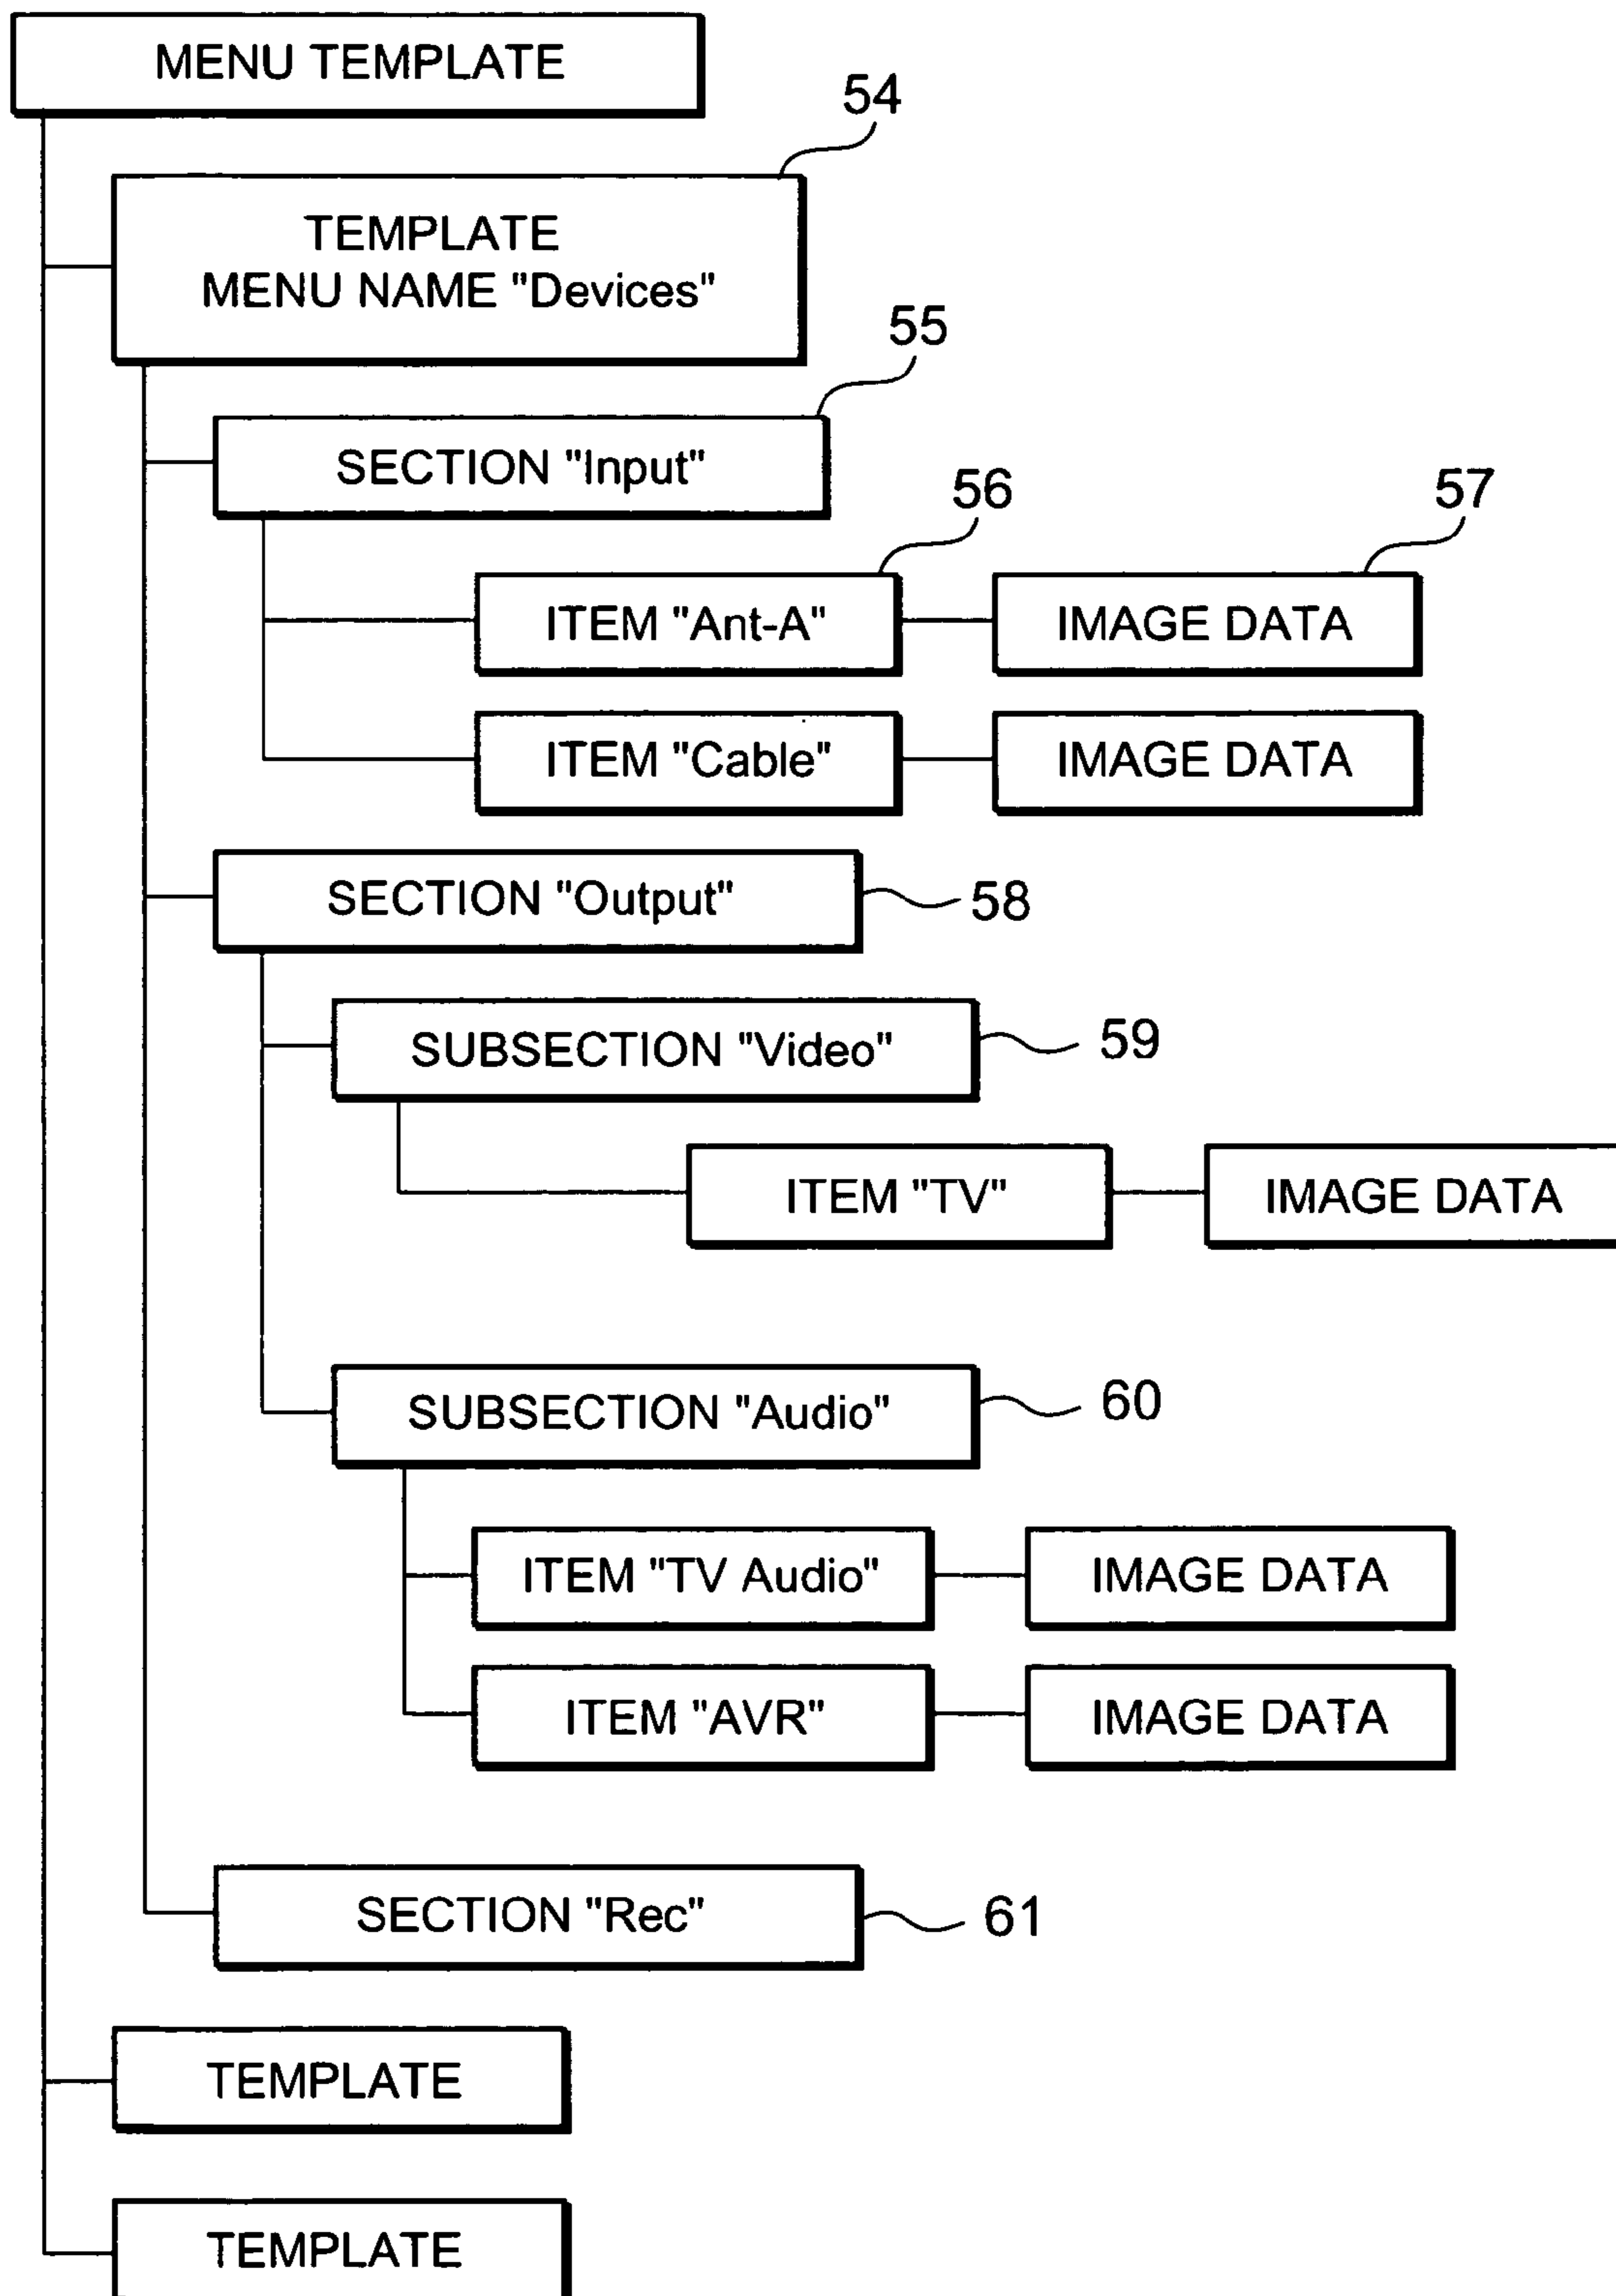 MENU TEMPLATE
54
TEMPLATE
MENU NAME "Devices"
55
SECTION "Input"
56
57
ITEM "Ant-A"
IMAGE DATA
ITEM "Cable"
IMAGE DATA
SECTION "Output"
58
SUBSECTION "Video"
59
ITEM "TV"
IMAGE DATA
SUBSECTION "Audio"
60
ITEM "TV Audio"
IMAGE DATA
ITEM "AVR"
IMAGE DATA
SECTION "Rec"
61
TEMPLATE
TEMPLATE